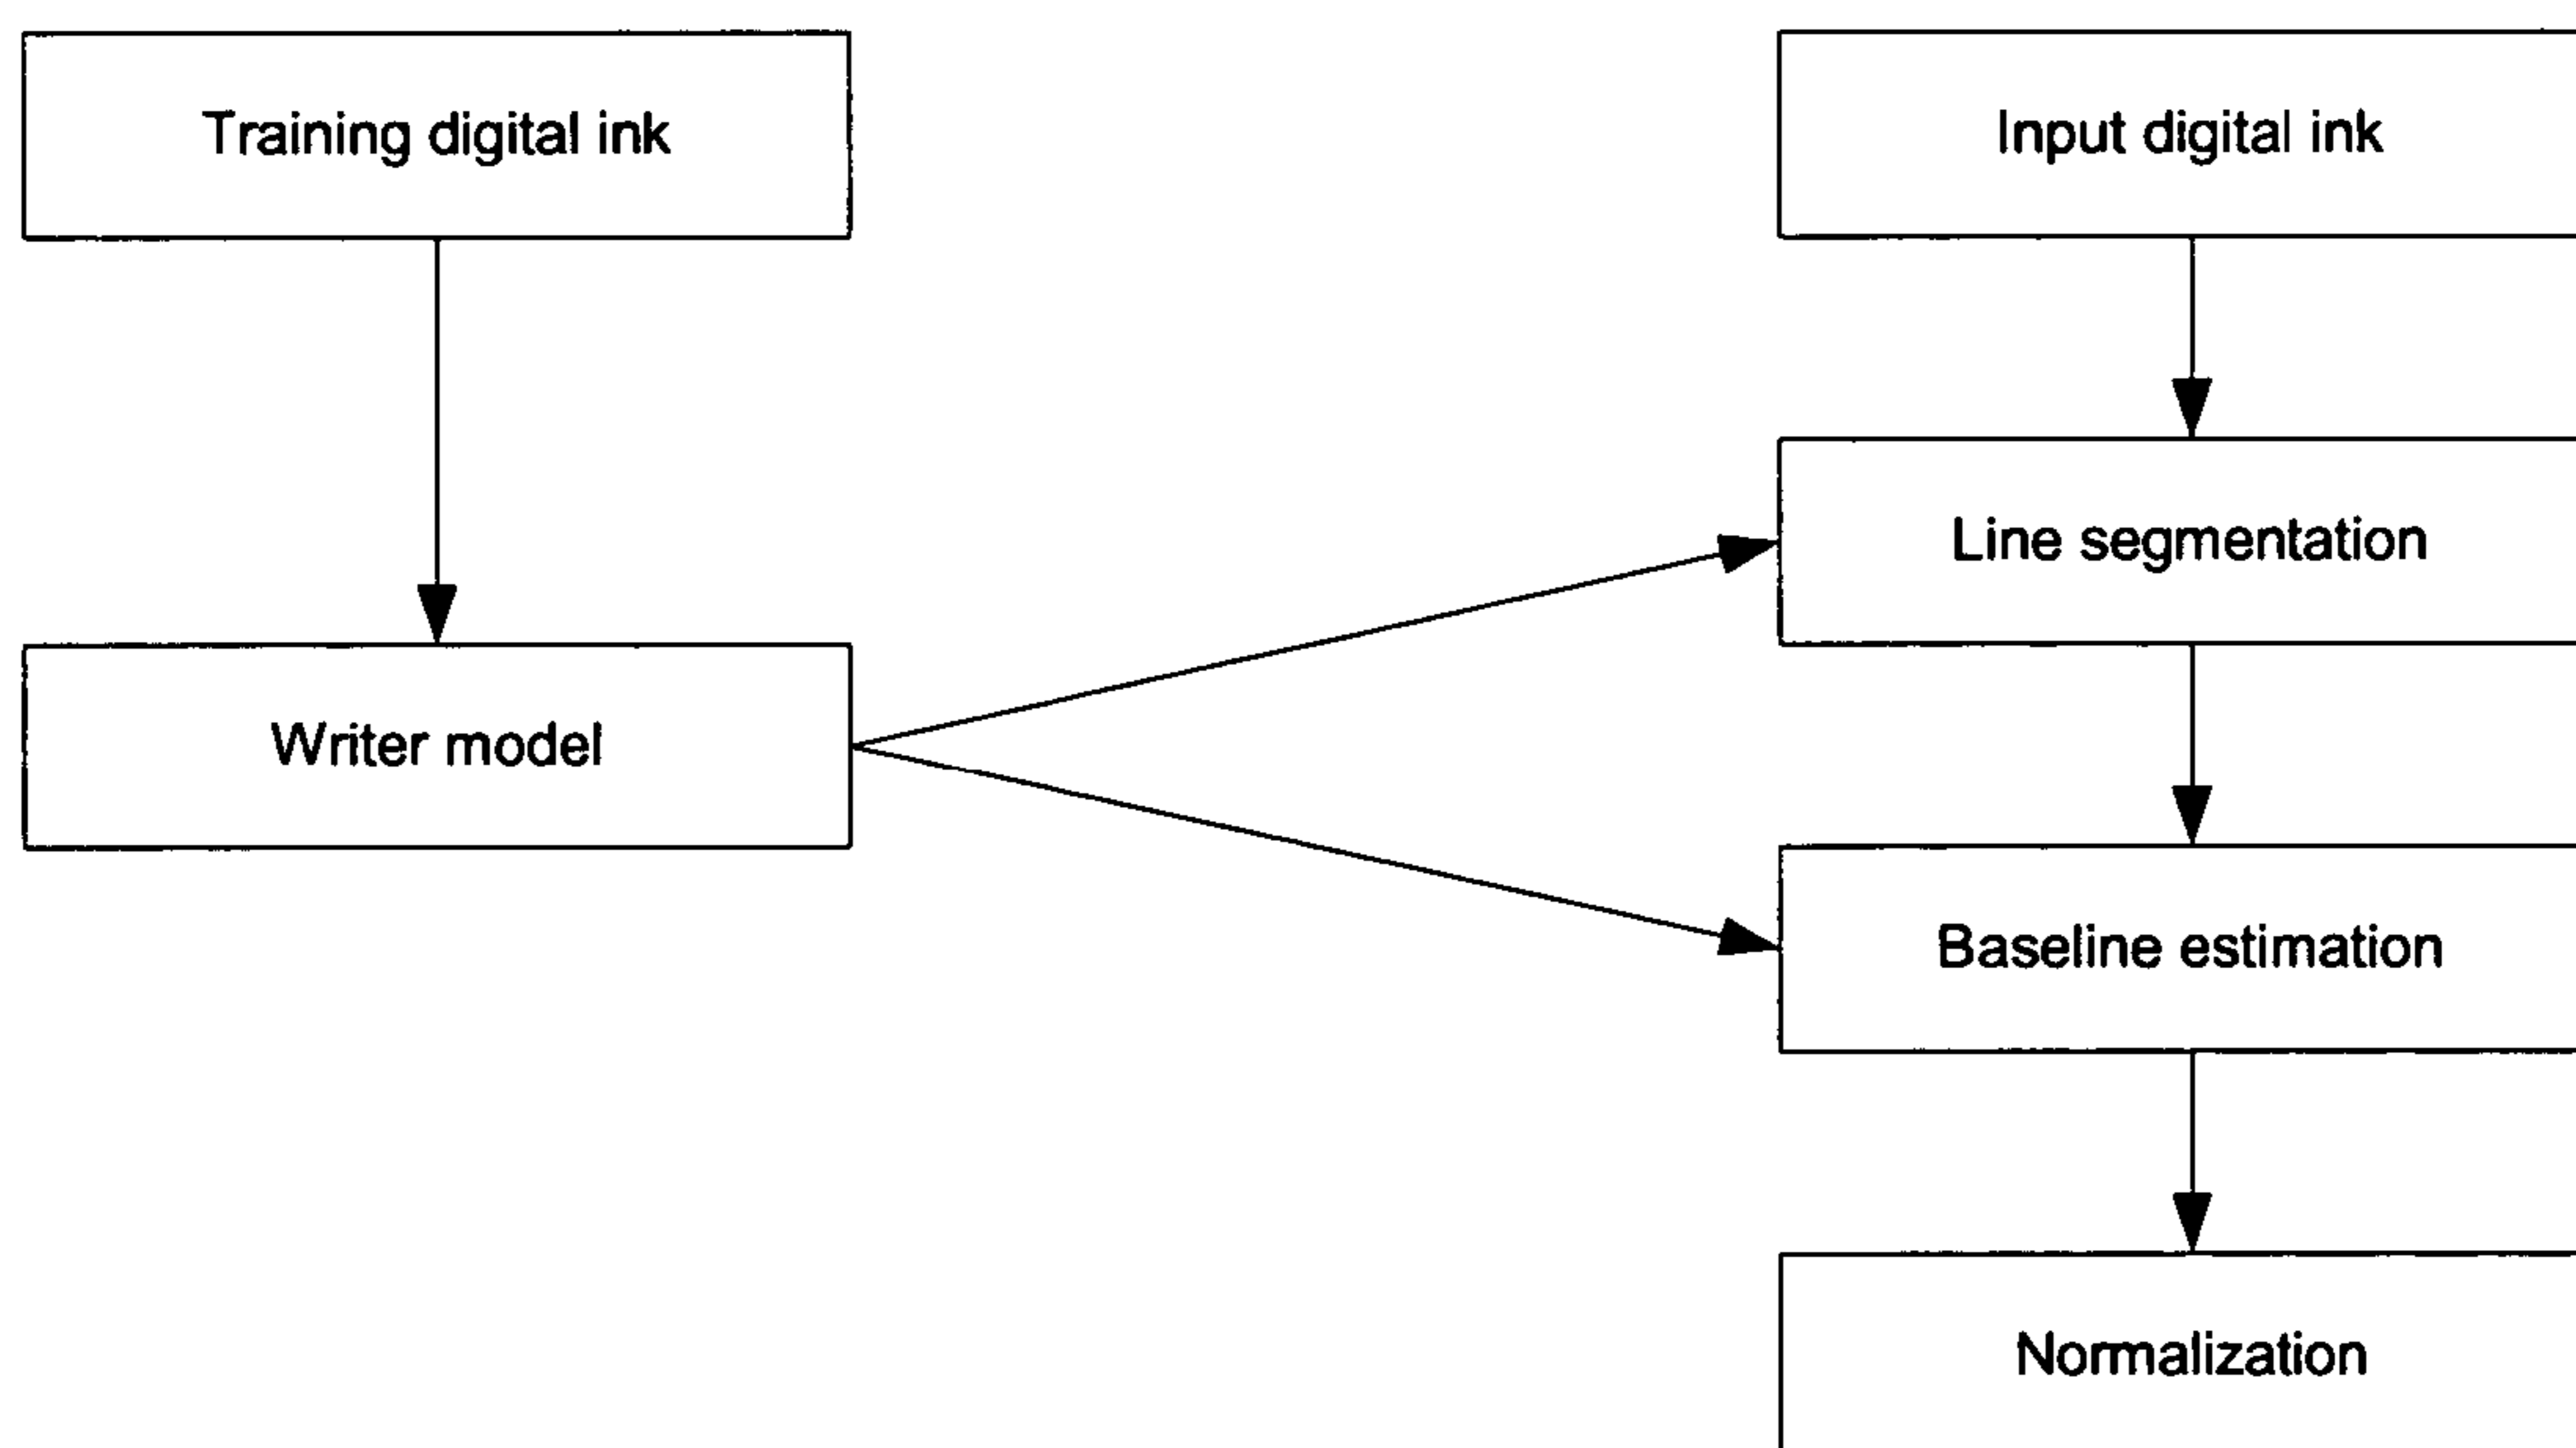 Training digital ink
Input digital ink
Line segmentation
Writer model
Baseline estimation
Normalization